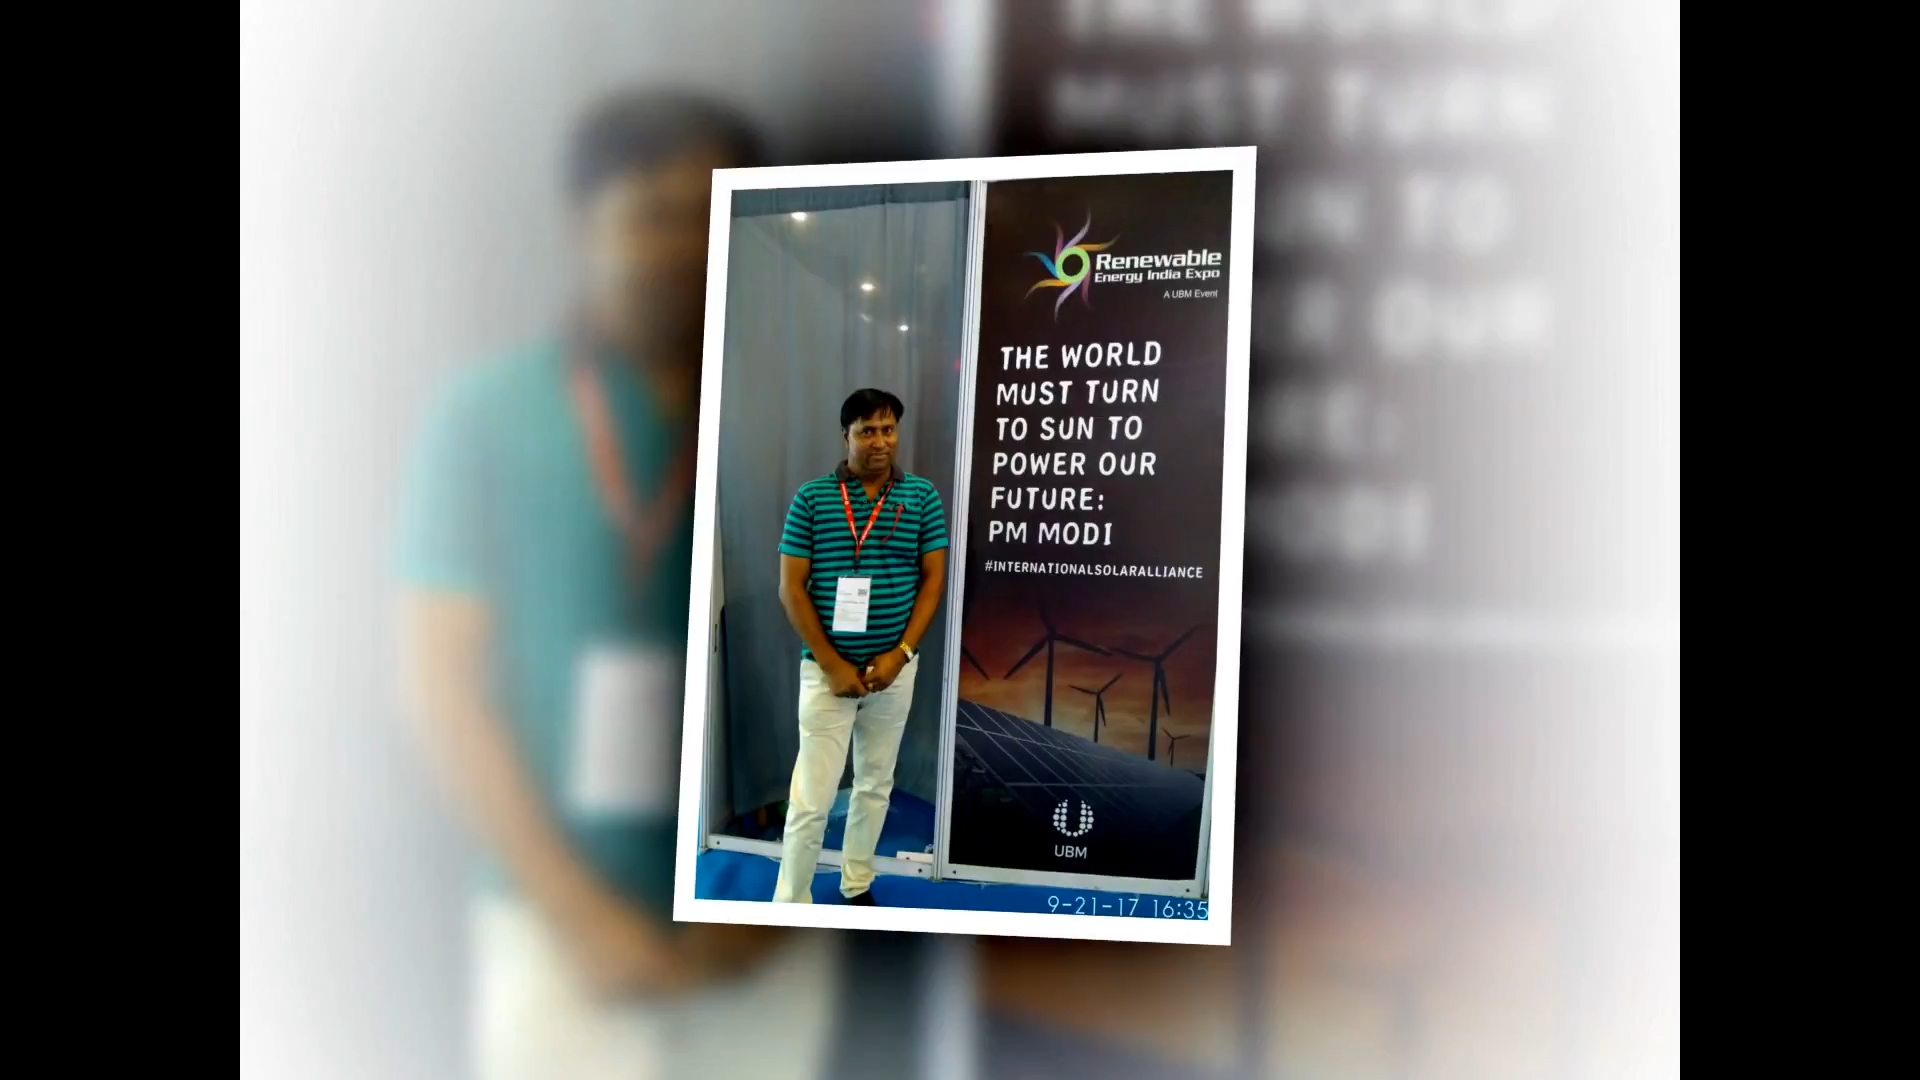 Renewable
Energy India Expo
A UBM Event
THE WORLD
MUST TURN
TO SUN TO
POWER OUR
FUTURE:
PM MODI
#INTERNATIONALSOLARALLIANCE
UBM
9-21-17 16:35